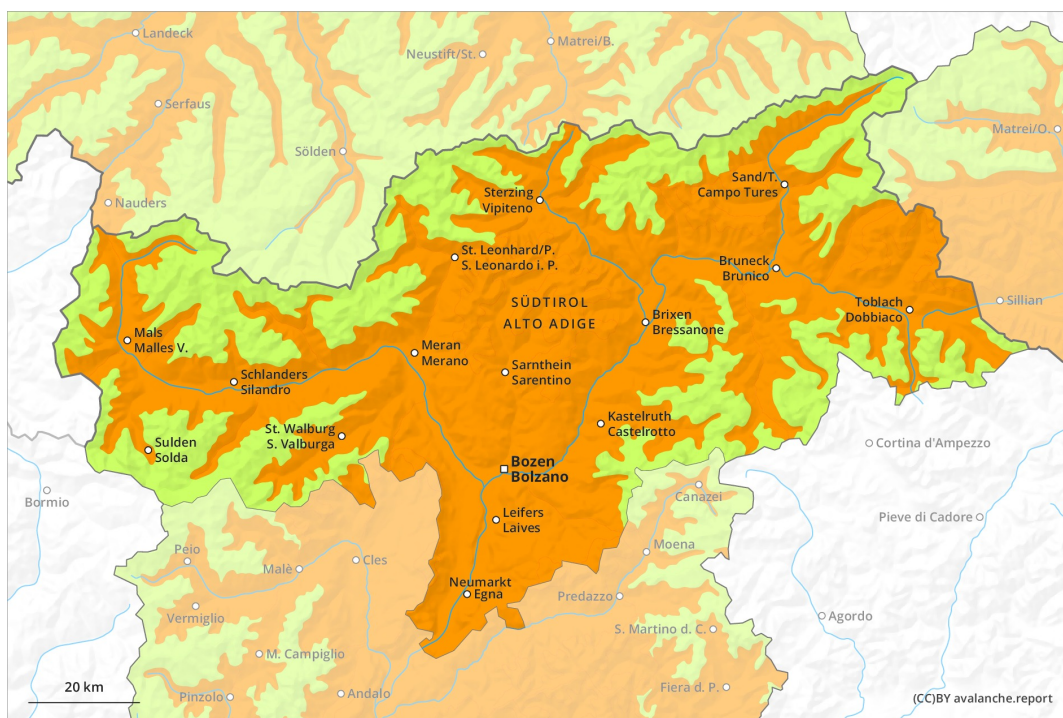 Landeck
Neustift/St.
Matrei/B.
Serfaus
Matrei/O.
Sölden
Sand/T.
Campo Tures
Sterzing
Vipiteno
Nauders
St. Leonhard/P.
S. Leonardo i. P.
Bruneck
Brunico
SÜDTIROL
ALTO ADIGE
Toblach
Dobbiaco
Sillian
Brixen
Bressanone
Mals
Malles V.
Meran
Merano
Sarnthein
Sarentino
Schlanders
Silandro
Kastelruth
Castelrotto
St. Walburg
S. Valburga
Sulden
Solda
Cortina d'Ampezzo
Bozen
Bolzano
Bormio
Canazei
Leifers
Laives
Pieve di Cadore
Moena
Peio
Cles
Malè
Neumarkt
Egna
Predazzo
Vermiglio
Agordo
S. Martino d. C.
M. Campiglio
Fiera d. P.
20 km
Pinzolo
Andalo
(CC)BY avalanche.report